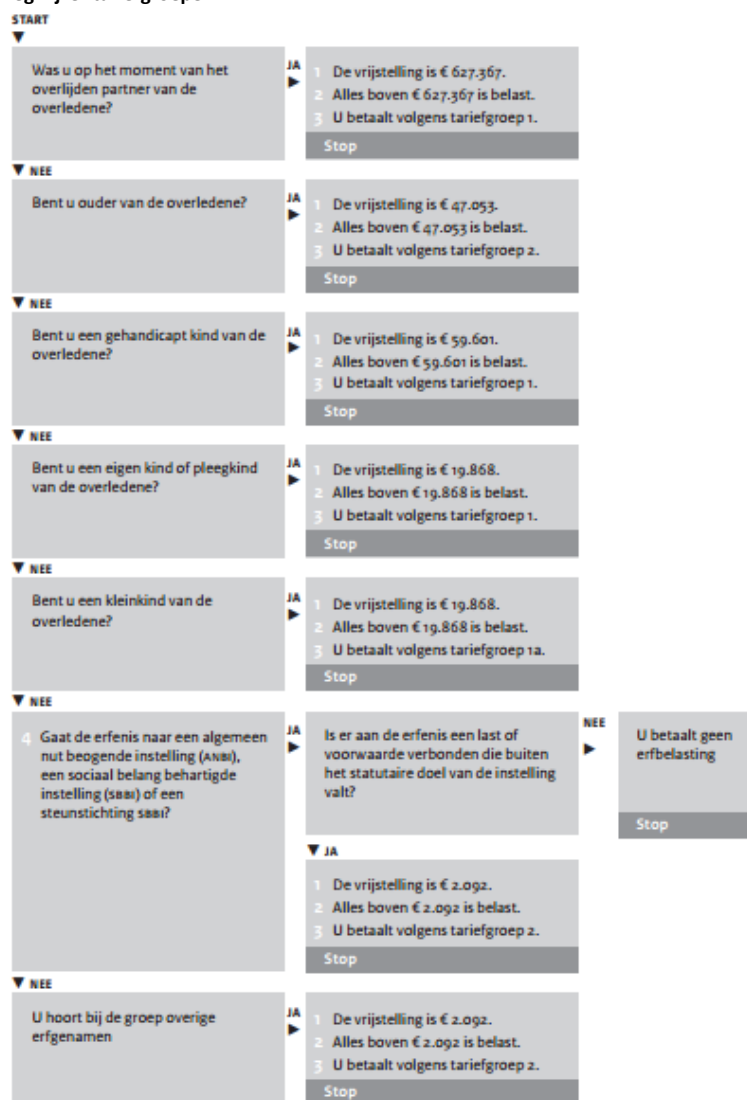 START
▼
Was u op het moment van het
overlijden partner van de
overledene?
JA
►
1 De vrijstelling is € 627.367.
2 Alles boven € 627.367 is belast.
3 U betaalt volgens tariefgroep 1.
Stop
▼ NEE
Bent u ouder van de overledene?
JA
►
1 De vrijstelling is € 47.053.
2 Alles boven € 47.053 is belast.
3 U betaalt volgens tariefgroep 2.
Stop
▼ NEE
Bent u een gehandicapt kind van de
overledene?
JA
►
1 De vrijstelling is € 59.601.
2 Alles boven € 59.601 is belast.
3 U betaalt volgens tariefgroep 1.
Stop
▼ NEE
Bent u een eigen kind of pleegkind
van de overledene?
JA
►
1 De vrijstelling is € 19.868.
2 Alles boven € 19.868 is belast.
3 U betaalt volgens tariefgroep 1.
Stop
▼ NEE
Bent u een kleinkind van de
overledene?
JA
►
1 De vrijstelling is € 19.868.
2 Alles boven € 19.868 is belast.
3 U betaalt volgens tariefgroep 1a.
Stop
▼ NEE
4 Gaat de erfenis naar een algemeen
nut beogende instelling (ANBI),
een sociaal belang behartigde
instelling (SBBI) of een
steunstichting SBBI?
JA
►
Is er aan de erfenis een last of
voorwaarde verbonden die buiten
het statutaire doel van de instelling
valt?
NEE
►
U betaalt geen
erfbelasting
Stop
▼ JA
1 De vrijstelling is € 2.092.
2 Alles boven € 2.092 is belast.
3 U betaalt volgens tariefgroep 2.
Stop
▼ NEE
U hoort bij de groep overige
erfgenamen
JA
►
1 De vrijstelling is € 2.092.
2 Alles boven € 2.092 is belast.
3 U betaalt volgens tariefgroep 2.
Stop